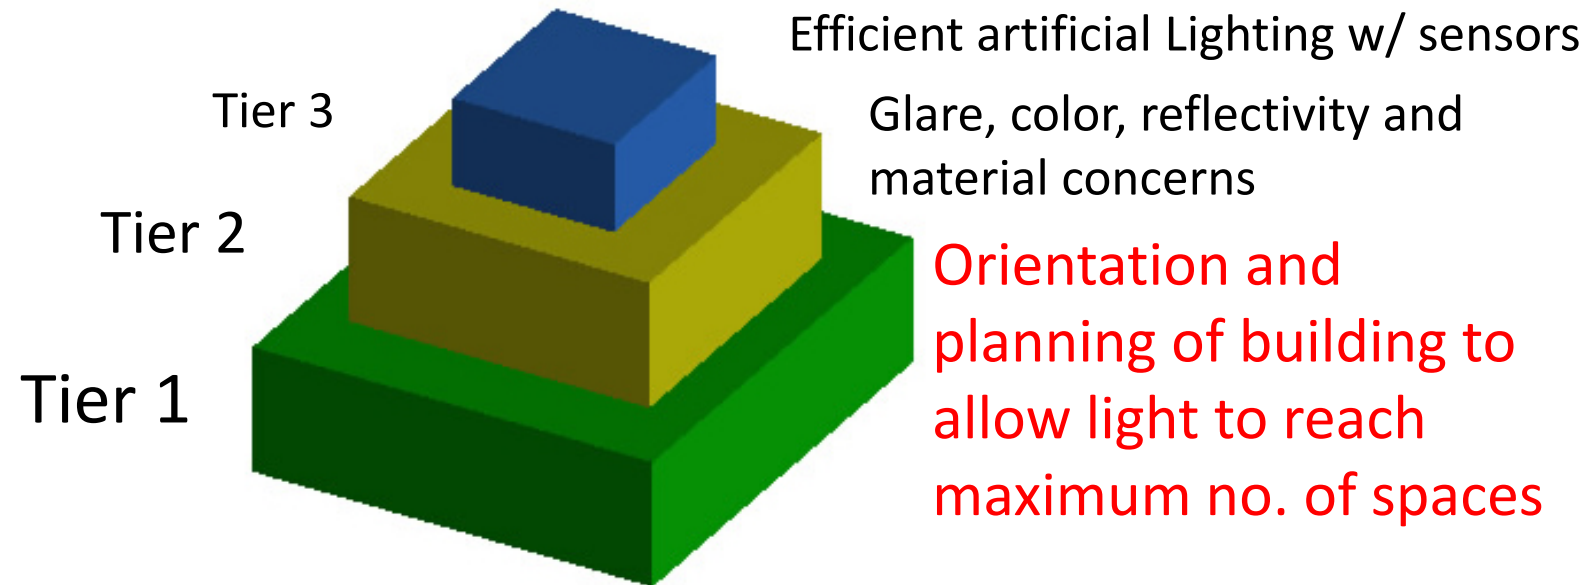 Efficient artificial Lighting w/ sensors
Tier 3
Glare, color, reflectivity and
material concerns
Tier 2
Orientation and
planning of building to
allow light to reach
maximum no. of spaces
Tier 1